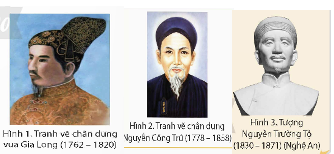 Hình 1. Tranh vẽ chân dung
vua Gia Long (1762 – 1820)
Hình 2. Tranh vẽ chân dung
Nguyễn Công Trứ (1778 – 1858)
Hình 3. Tượng
Nguyễn Trường Tộ
(1830 – 1871) (Nghệ An)